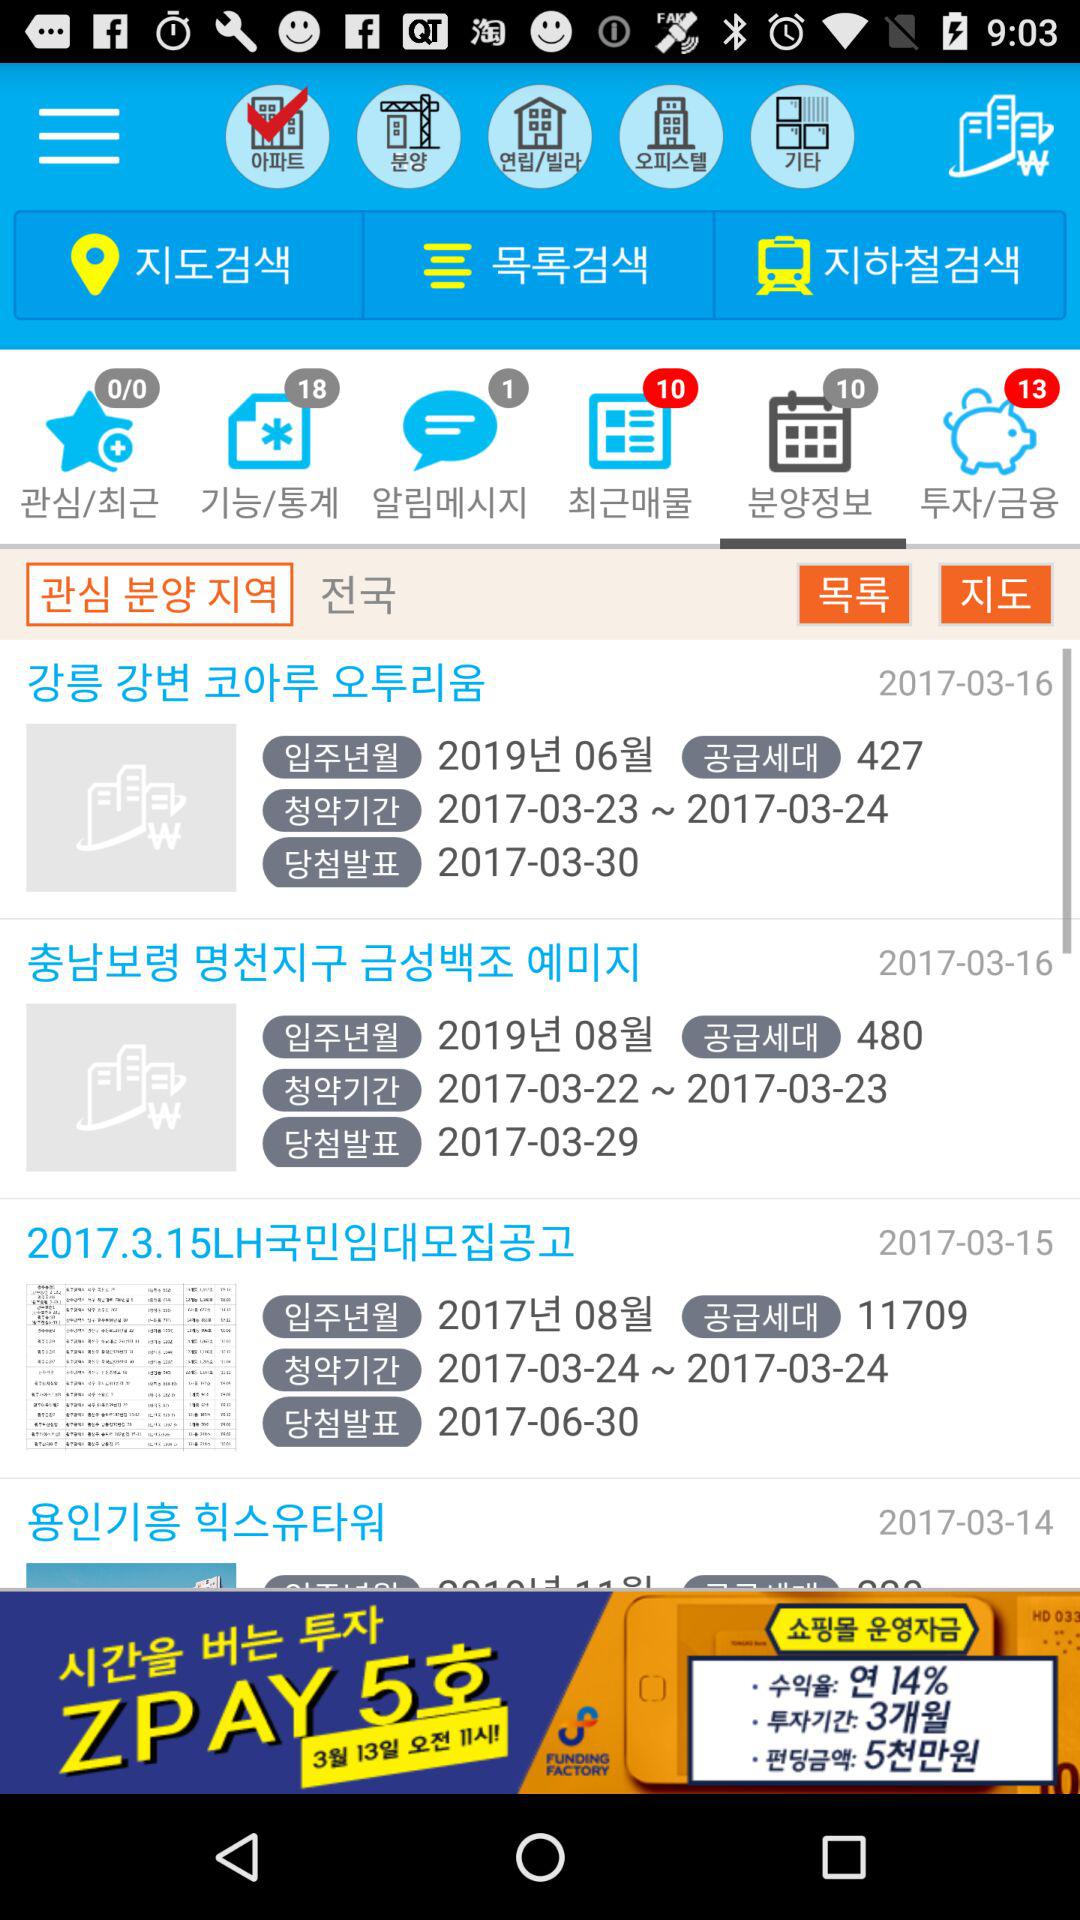 QT 淘 FAKE 9:03
아파트 분양 연립/빌라 오피스텔 기타
지도검색 목록검색 지하철검색
0/0 18 1 10 10 13
관심/최근 기능/통계 알림메시지 최근매물 분양정보 투자/금융
관심 분양 지역 전국 목록 지도
강릉 강변 코아루 오투리움 2017-03-16
입주년월 2019년 06월 공급세대 427
청약기간 2017-03-23 ~ 2017-03-24
당첨발표 2017-03-30
충남보령 명천지구 금성백조 예미지 2017-03-16
입주년월 2019년 08월 공급세대 480
청약기간 2017-03-22 ~ 2017-03-23
당첨발표 2017-03-29
2017.3.15LH국민임대모집공고 2017-03-15
입주년월 2017년 08월 공급세대 11709
청약기간 2017-03-24 ~ 2017-03-24
당첨발표 2017-06-30
용인기흥 힉스유타워 2017-03-14
시간을 버는 투자
ZPAY 5호
3월 13일 오전 11시!
FUNDING
FACTORY
쇼핑몰 운영자금
· 수익율: 연 14%
· 투자기간: 3개월
· 펀딩금액: 5천만원
HD 033